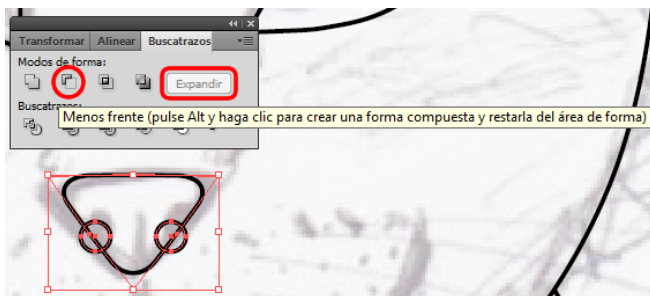 Transformar Alinear Buscatrazos
Modos de forma:
Expandir
Buscatrazos:
Menos frente (pulse Alt y haga clic para crear una forma compuesta y restarla del área de forma)